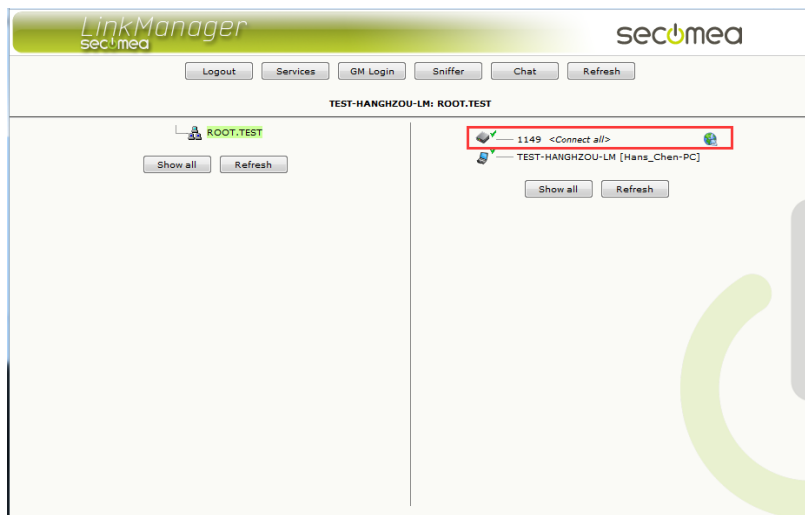 LinkManager
secomea
secomea
Logout Services GM Login Sniffer Chat Refresh
TEST-HANGHZOU-LM: ROOT.TEST
ROOT.TEST
Show all Refresh
1149 <Connect all>
TEST-HANGHZOU-LM [Hans_Chen-PC]
Show all Refresh